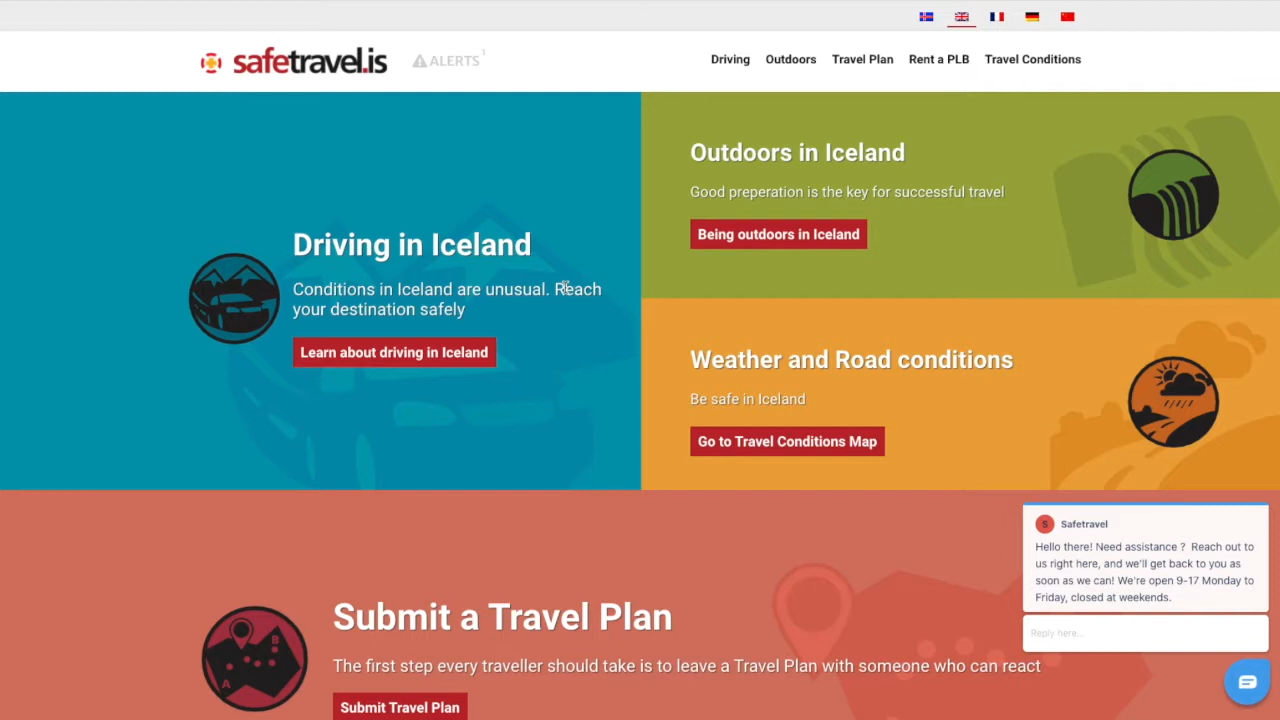 safetravel.is
ALERTS 1
Driving Outdoors Travel Plan Rent a PLB Travel Conditions
Driving in Iceland
Conditions in Iceland are unusual. Reach
your destination safely
Learn about driving in Iceland
Outdoors in Iceland
Good preperation is the key for successful travel
Being outdoors in Iceland
Weather and Road conditions
Be safe in Iceland
Go to Travel Conditions Map
Submit a Travel Plan
The first step every traveller should take is to leave a Travel Plan with someone who can react
Submit Travel Plan
A
B
S Safetravel
Hello there! Need assistance ? Reach out to
us right here, and we'll get back to you as
soon as we can! We're open 9-17 Monday to
Friday, closed at weekends.
Reply here...